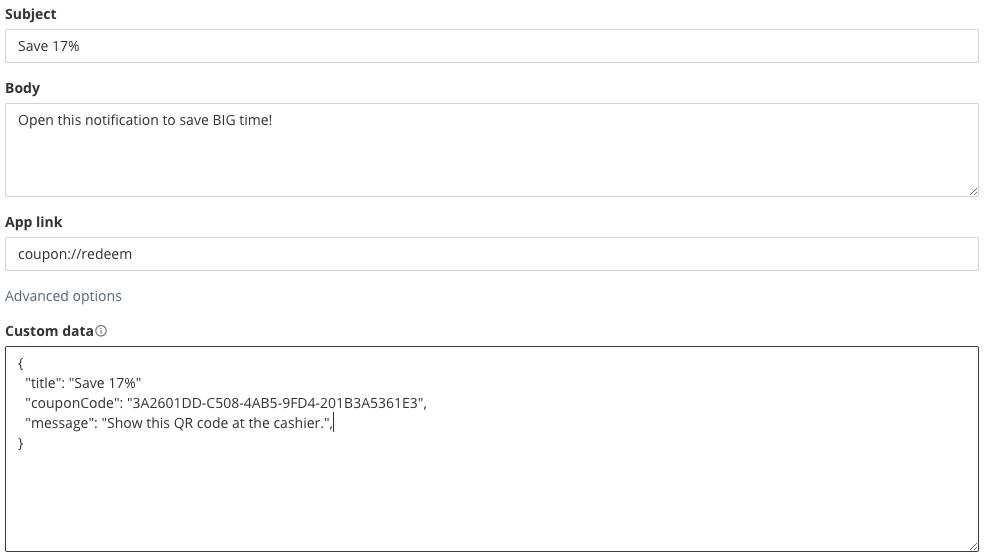 Subject
Save 17%
Body
Open this notification to save BIG time!
App link
coupon://redeem
Advanced options
Custom data
{
"title": "Save 17%"
"couponCode": "3A2601DD-C508-4AB5-9FD4-201B3A5361E3",
"message": "Show this QR code at the cashier.",
}